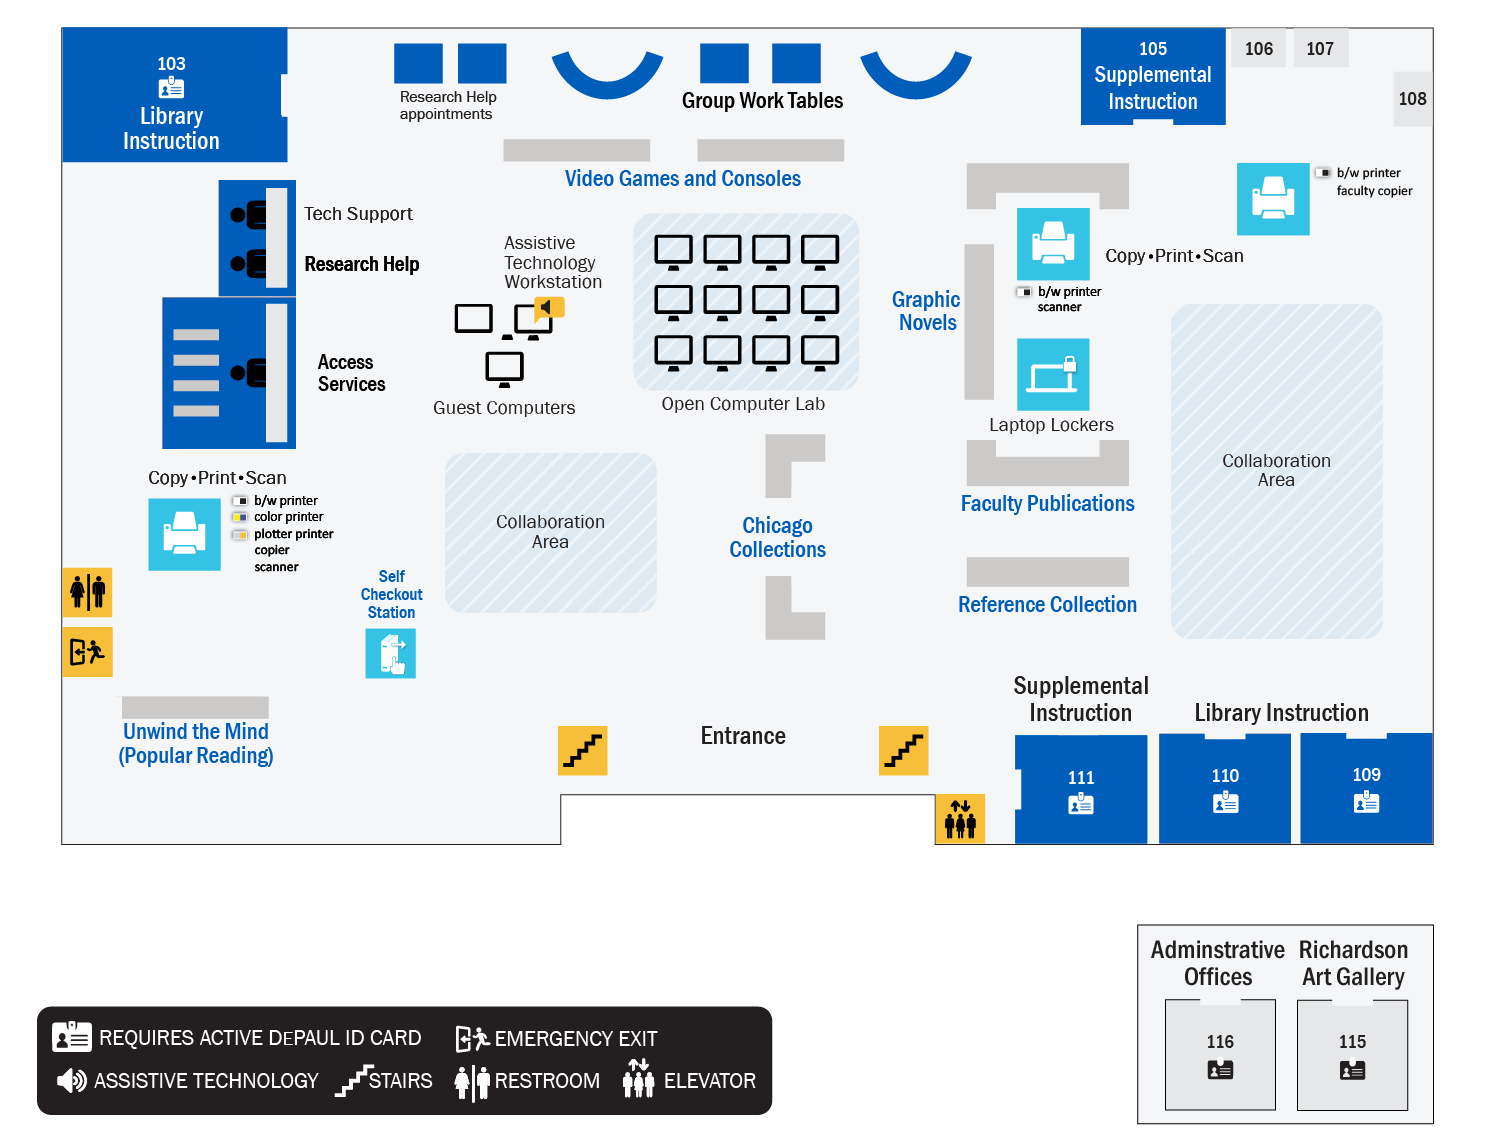 103
Library
Instruction
Research Help
appointments
Group Work Tables
105
Supplemental
Instruction
106
107
108
Video Games and Consoles
b/w printer
faculty copier
Tech Support
Research Help
Assistive
Technology
Workstation
Copy•Print•Scan
b/w printer
scanner
Graphic
Novels
Access
Services
Guest Computers
Open Computer Lab
Laptop Lockers
Collaboration
Area
Copy•Print•Scan
b/w printer
color printer
plotter printer
copier
scanner
Collaboration
Area
Chicago
Collections
Faculty Publications
Reference Collection
Self
Checkout
Station
Unwind the Mind
(Popular Reading)
Entrance
Supplemental
Instruction
Library Instruction
111
110
109
Adminstrative
Offices
Richardson
Art Gallery
116
115
REQUIRES ACTIVE DEPAUL ID CARD
EMERGENCY EXIT
ASSISTIVE TECHNOLOGY
STAIRS
RESTROOM
ELEVATOR